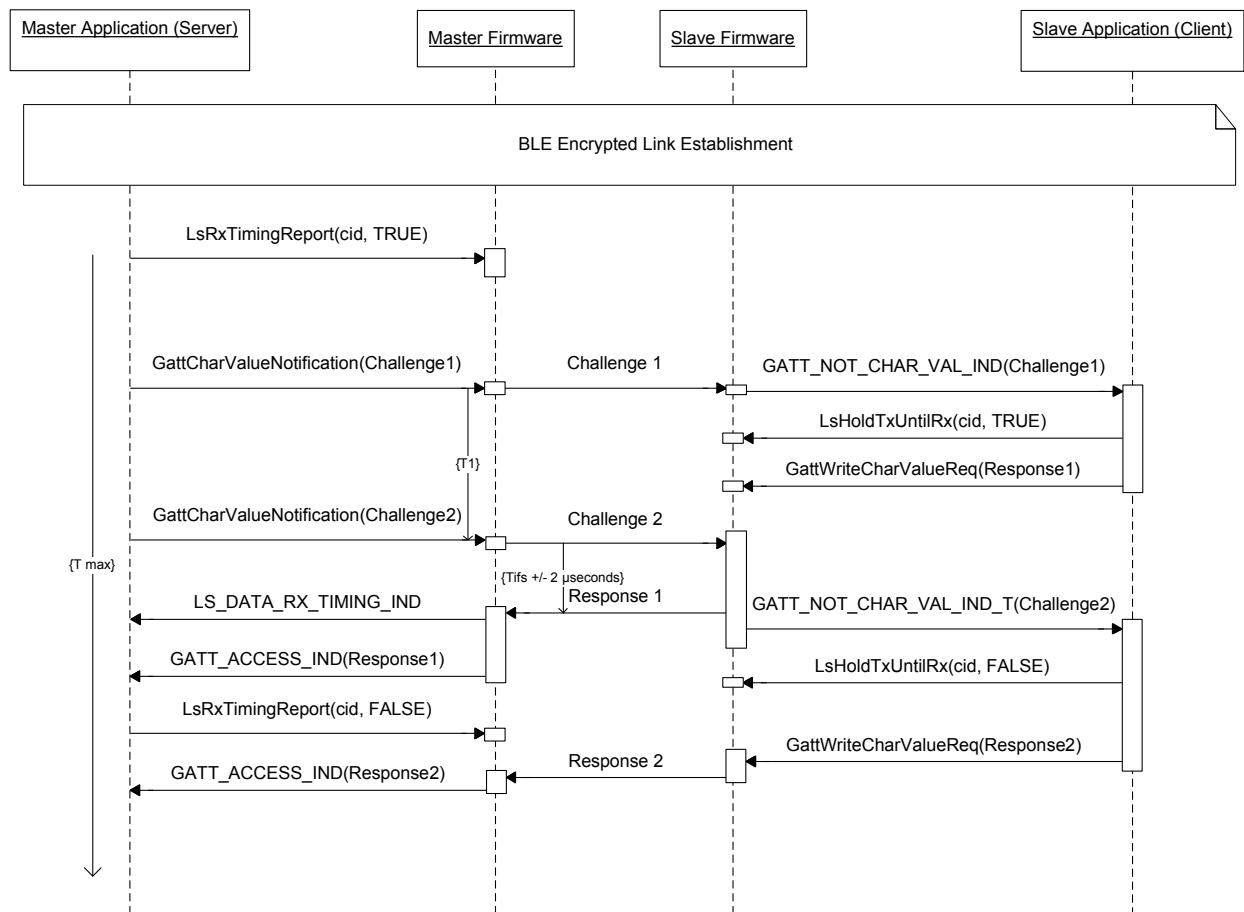 Master Application (Server)
Master Firmware
Slave Firmware
Slave Application (Client)
BLE Encrypted Link Establishment
LsRxTimingReport(cid, TRUE)
GattCharValueNotification(Challenge1)
Challenge 1
GATT_NOT_CHAR_VAL_IND(Challenge1)
LsHoldTxUntilRx(cid, TRUE)
{T1}
GattWriteCharValueReq(Response1)
GattCharValueNotification(Challenge2)
Challenge 2
{T max}
{Tifs +/- 2 µseconds}
LS_DATA_RX_TIMING_IND
Response 1
GATT_NOT_CHAR_VAL_IND_T(Challenge2)
GATT_ACCESS_IND(Response1)
LsHoldTxUntilRx(cid, FALSE)
LsRxTimingReport(cid, FALSE)
GattWriteCharValueReq(Response2)
GATT_ACCESS_IND(Response2)
Response 2